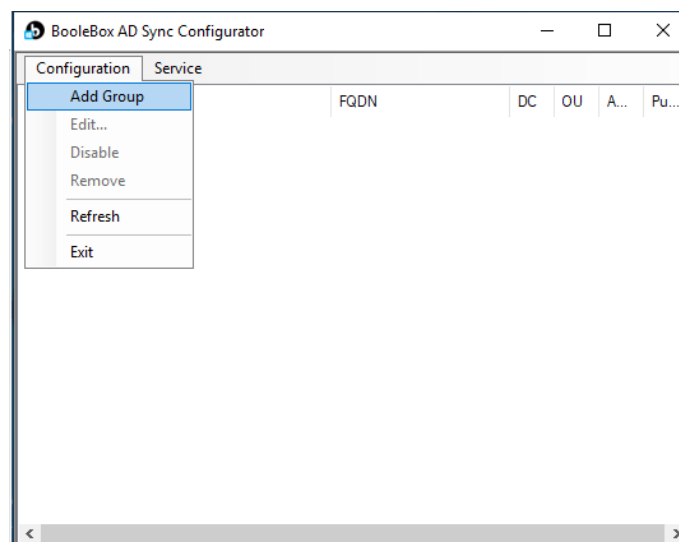 BooleBox AD Sync Configurator
Configuration Service
Add Group
FQDN DC OU A... Pu...
Edit...
Disable
Remove
Refresh
Exit